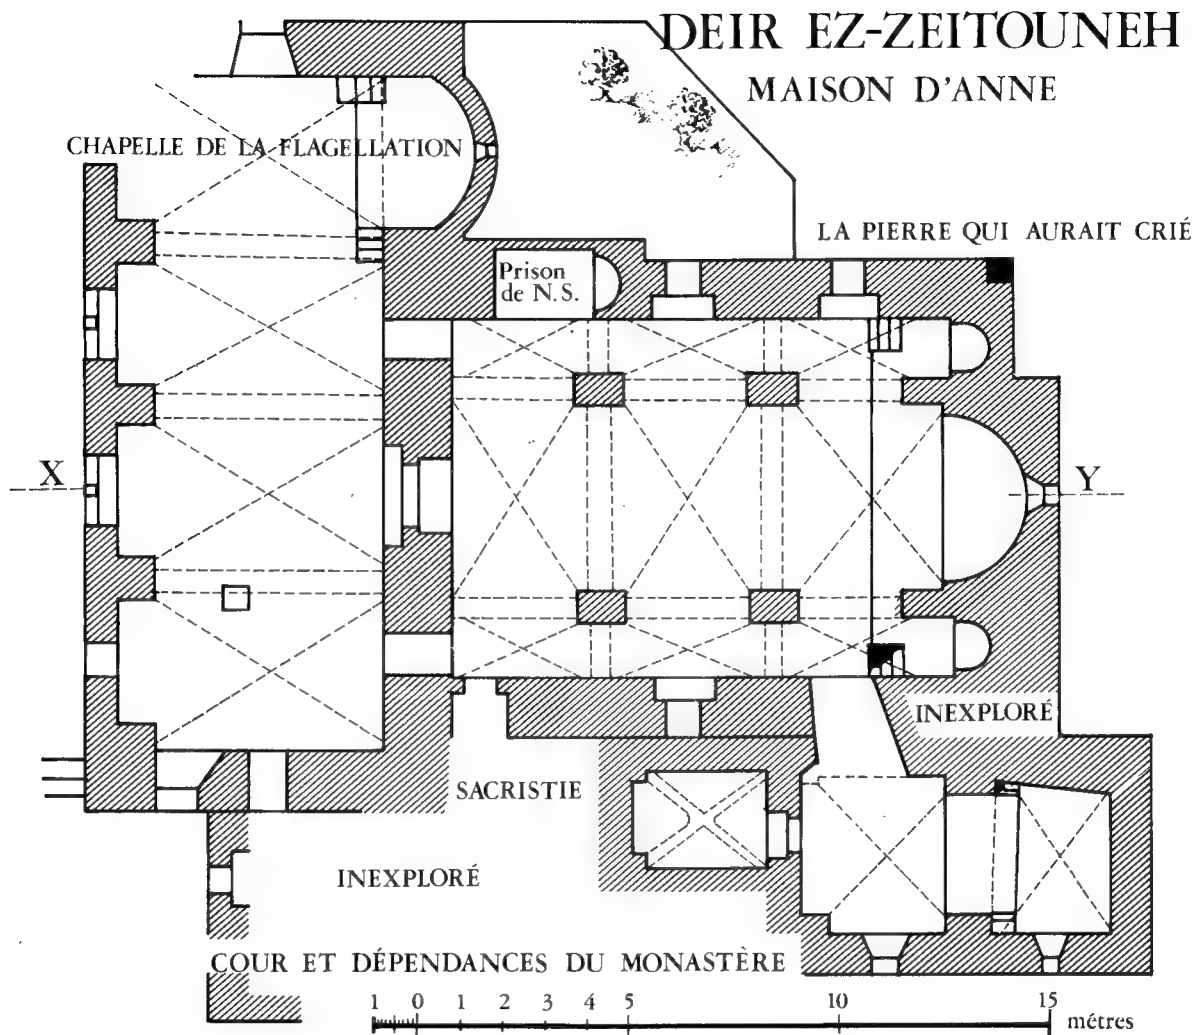 DEIR EZ-ZEITOUNEH
MAISON D'ANNE
CHAPELLE DE LA FLAGELLATION
LA PIERRE QUI AURAIT CRIÉ
Prison
de N.S.
X
Y
INEXPLORÉ
SACRISTIE
INEXPLORÉ
COUR ET DÉPENDANCES DU MONASTÈRE
1 0 1 2 3 4 5 10 15
métres